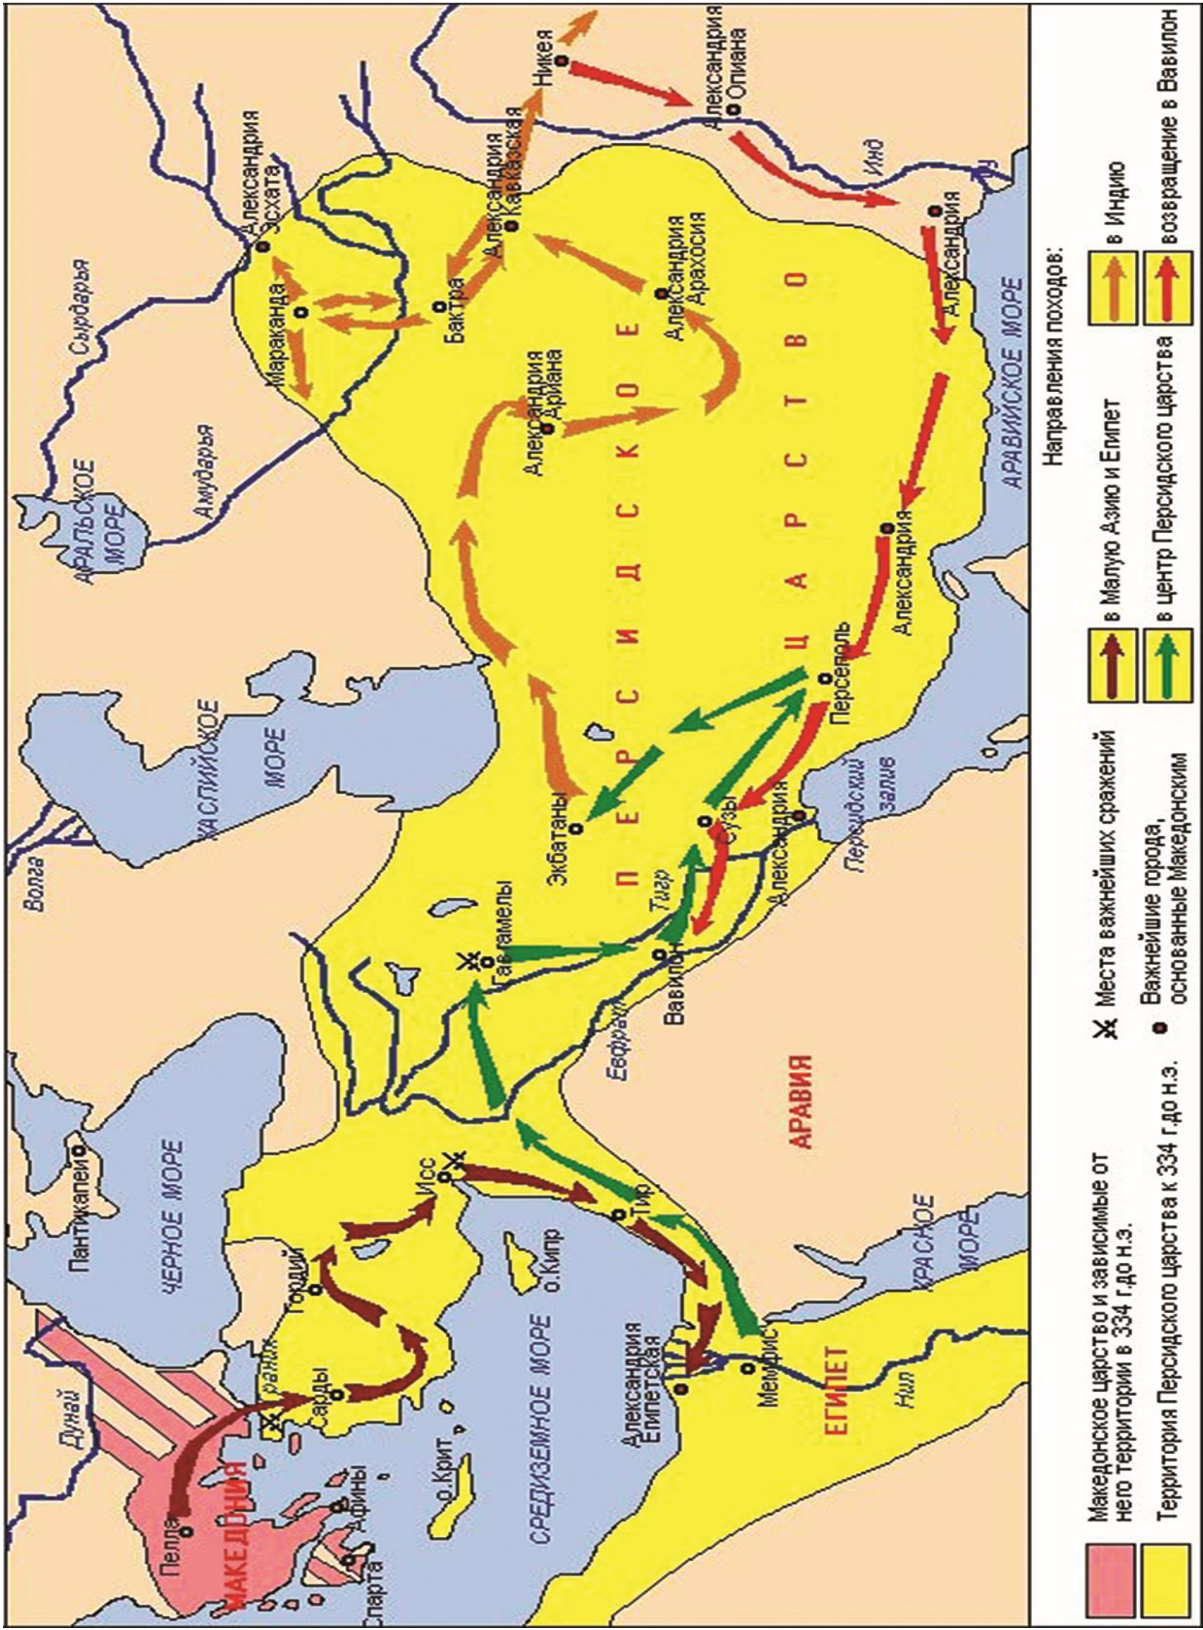 Волга
Сырдарья
АРАЛЬСКОЕ
МОРЕ
Амударья
Александрия
Эсхата
Мараканда
Дунай
Пантикапей
ЧЕРНОЕ МОРЕ
КАСПИЙСКОЕ
МОРЕ
Бактра
Александрия
Кавказская
Никея
Пелла
МАКЕДОНИЯ
Граник
Гордий
Сарды
Афины
Спарта
Исс
Гавгамелы
Экбатаны
Александрия
Ариана
о.Крит
о.Кипр
СРЕДИЗЕМНОЕ МОРЕ
Тир
Евфрат
Тигр
Вавилон
Сузы
Александрия
ПЕРСИДСКОЕ
ЦАРСТВО
Александрия
Арахосия
Александрия
Опиана
Инд
Александрия
Египетская
Мемфис
ЕГИПЕТ
Нил
АРАВИЯ
КРАСНОЕ
МОРЕ
Персидский
залив
Персеполь
Александрия
Александрия
АРАВИЙСКОЕ МОРЕ
Направления походов:
Македонское царство и зависимые от
него территории в 334 г.до н.э.
Территория Персидского царства к 334 г.до н.э.
Места важнейших сражений
Важнейшие города,
основанные Македонским
в Малую Азию и Египет
в центр Персидского царства
в Индию
возвращение в Вавилон